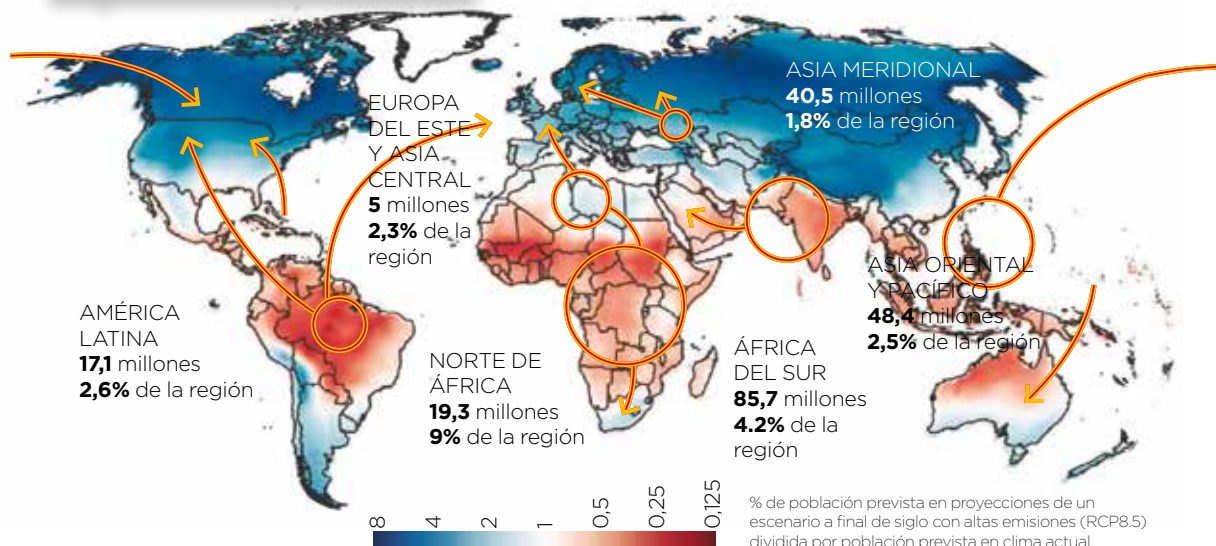 ASIA MERIDIONAL
40,5 millones
1,8% de la región
EUROPA
DEL ESTE
Y ASIA
CENTRAL
5 millones
2,3% de la
región
ASIA ORIENTAL
Y PACÍFICO
48,4 millones
2,5% de la región
AMÉRICA
LATINA
17,1 millones
2,6% de la región
NORTE DE
ÁFRICA
19,3 millones
9% de la región
ÁFRICA
DEL SUR
85,7 millones
4.2% de la
región
8 4 2 1 0,5 0,25 0,125
% de población prevista en proyecciones de un
escenario a final de siglo con altas emisiones (RCP8.5)
dividida por población prevista en clima actual